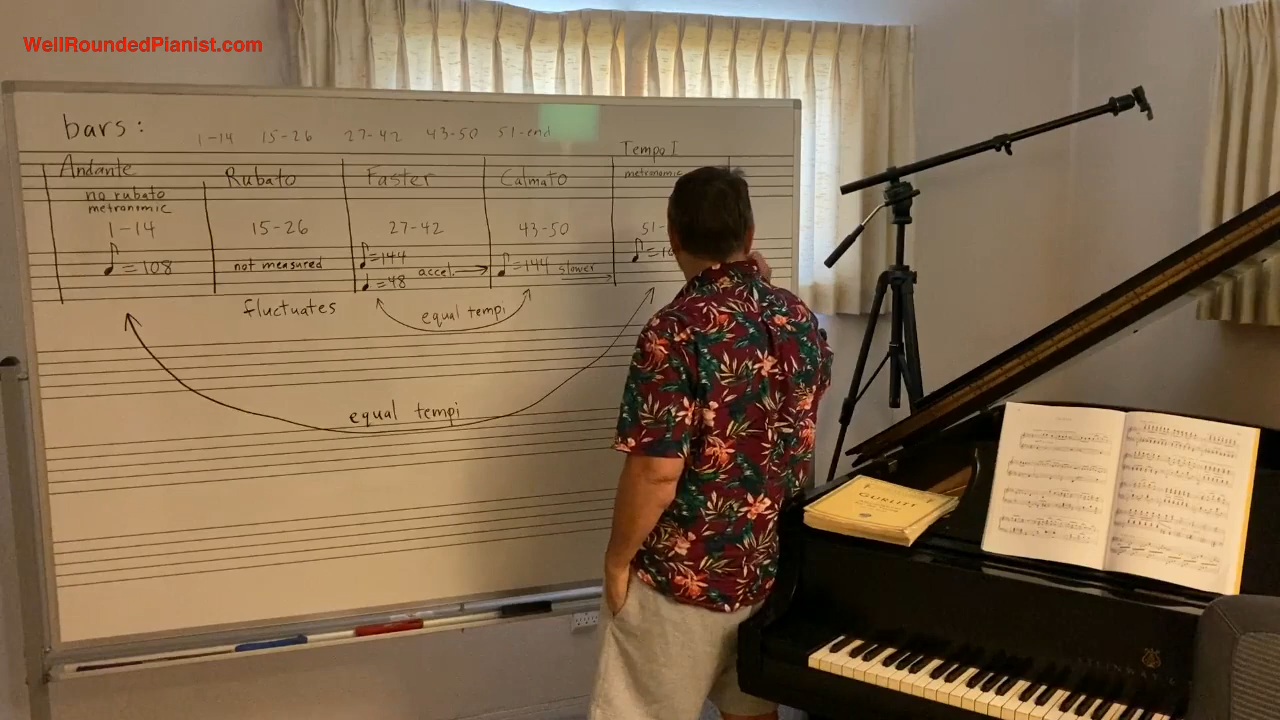 WellRoundedPianist.com
bars: 1-14 15-26 27-42 43-50 51-end
Andante
no rubato
metronomic
1-14
♪=108
Rubato
15-26
not measured
fluctuates
Faster
27-42
♪=144
♩=48 accel.
Calmato
43-50
♪=144 slower
Tempo I
metronomic
51-
equal tempi
equal tempi
GURLITT
STEINWAY &